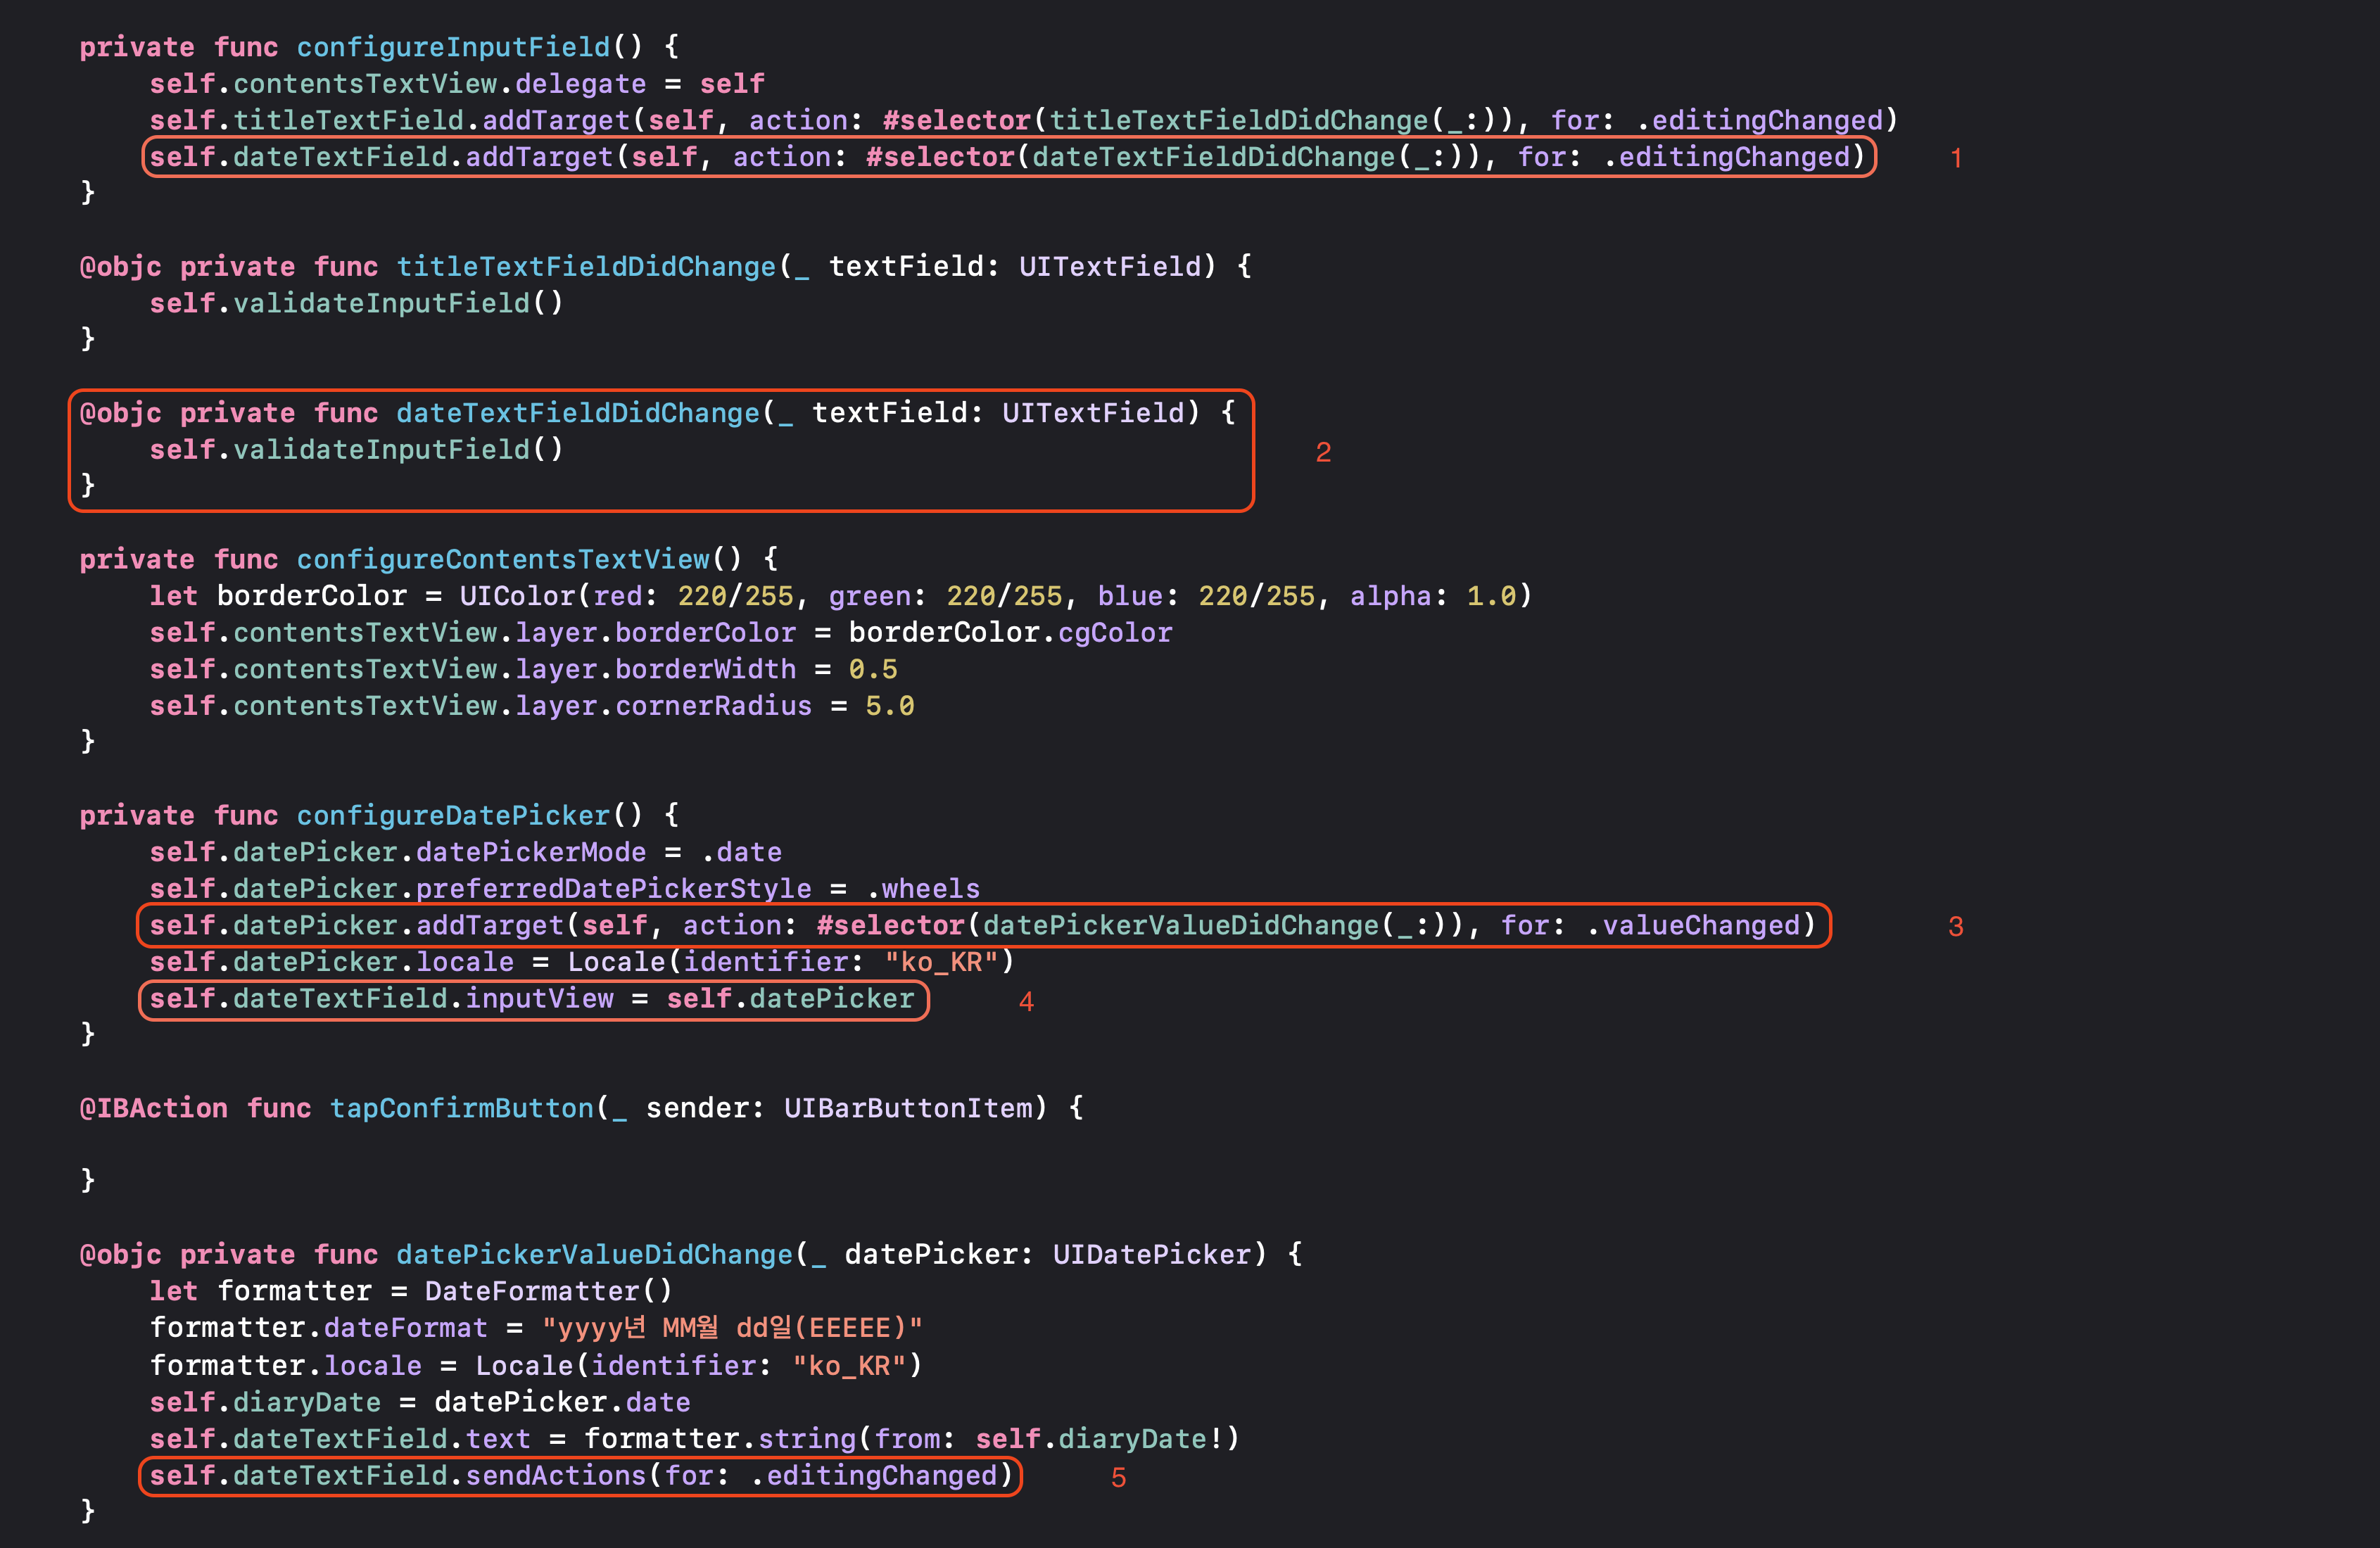 private func configureInputField() {
self.contentsTextView.delegate = self
self.titleTextField.addTarget(self, action: #selector(titleTextFieldDidChange(_:)), for: .editingChanged)
self.dateTextField.addTarget(self, action: #selector(dateTextFieldDidChange(_:)), for: .editingChanged) 1
}
@objc private func titleTextFieldDidChange(_ textField: UITextField) {
self.validateInputField()
}
@objc private func dateTextFieldDidChange(_ textField: UITextField) {
self.validateInputField() 2
}
private func configureContentsTextView() {
let borderColor = UIColor(red: 220/255, green: 220/255, blue: 220/255, alpha: 1.0)
self.contentsTextView.layer.borderColor = borderColor.cgColor
self.contentsTextView.layer.borderWidth = 0.5
self.contentsTextView.layer.cornerRadius = 5.0
}
private func configureDatePicker() {
self.datePicker.datePickerMode = .date
self.datePicker.preferredDatePickerStyle = .wheels
self.datePicker.addTarget(self, action: #selector(datePickerValueDidChange(_:)), for: .valueChanged) 3
self.datePicker.locale = Locale(identifier: "ko_KR")
self.dateTextField.inputView = self.datePicker 4
}
@IBAction func tapConfirmButton(_ sender: UIBarButtonItem) {
}
@objc private func datePickerValueDidChange(_ datePicker: UIDatePicker) {
let formatter = DateFormatter()
formatter.dateFormat = "yyyy년 MM월 dd일(EEEEE)"
formatter.locale = Locale(identifier: "ko_KR")
self.diaryDate = datePicker.date
self.dateTextField.text = formatter.string(from: self.diaryDate!)
self.dateTextField.sendActions(for: .editingChanged) 5
}